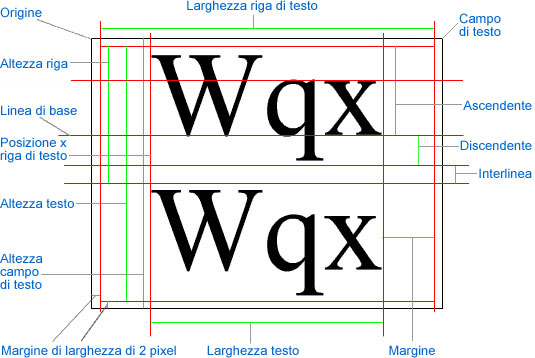 Larghezza riga di testo
Origine
Campo
di testo
Altezza riga
Wqx
Ascendente
Linea di base
Posizione x
riga di testo
Discendente
Interlinea
Altezza testo
Wqx
Altezza
campo
di testo
Margine di larghezza di 2 pixel
Larghezza testo
Margine